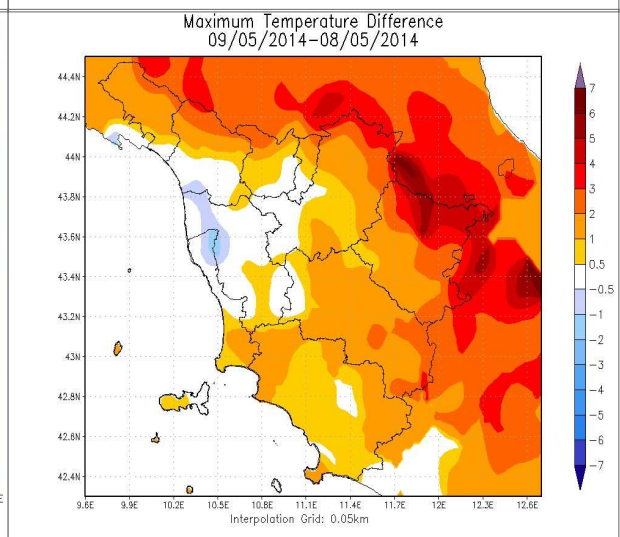 Maximum Temperature Difference
09/05/2014-08/05/2014
44.4N
44.2N
44N
43.8N
43.6N
43.4N
43.2N
43N
42.8N
42.6N
42.4N
9.6E
9.9E
10.2E
10.5E
10.8E
11.1E
11.4E
11.7E
12E
12.3E
12.6E
Interpolation Grid: 0.05km
7
6
5
4
3
2
1
0.5
-0.5
-1
-2
-3
-4
-5
-6
-7
E